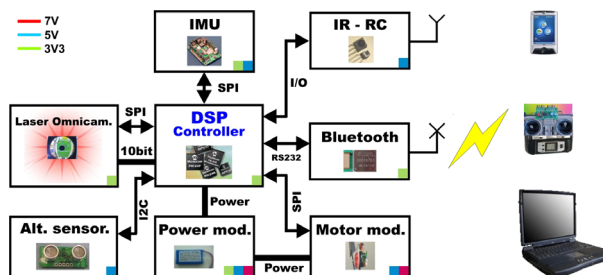 7V
5V
3V3
IMU
IR - RC
SPI
I/O
Laser Omnicam.
SPI
10bit
DSP
Controller
RS232
Bluetooth
I2C
Power
SPI
Alt. sensor.
Power mod.
Power
Motor mod.